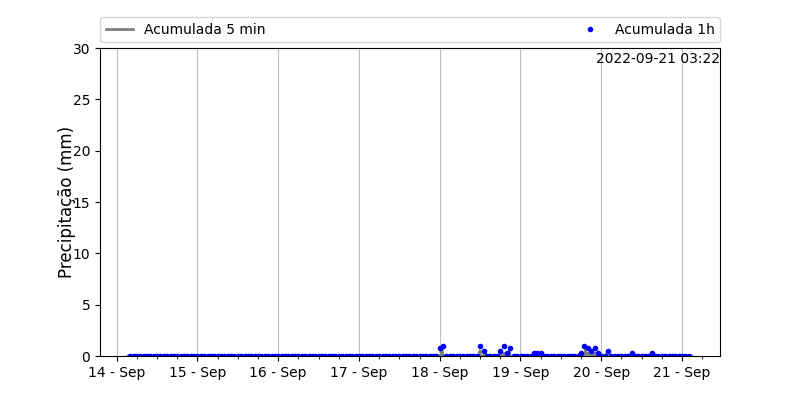 Acumulada 5 min
Acumulada 1h
2022-09-21 03:22
Precipitação (mm)
30
25
20
15
10
5
0
14 - Sep
15 - Sep
16 - Sep
17 - Sep
18 - Sep
19 - Sep
20 - Sep
21 - Sep